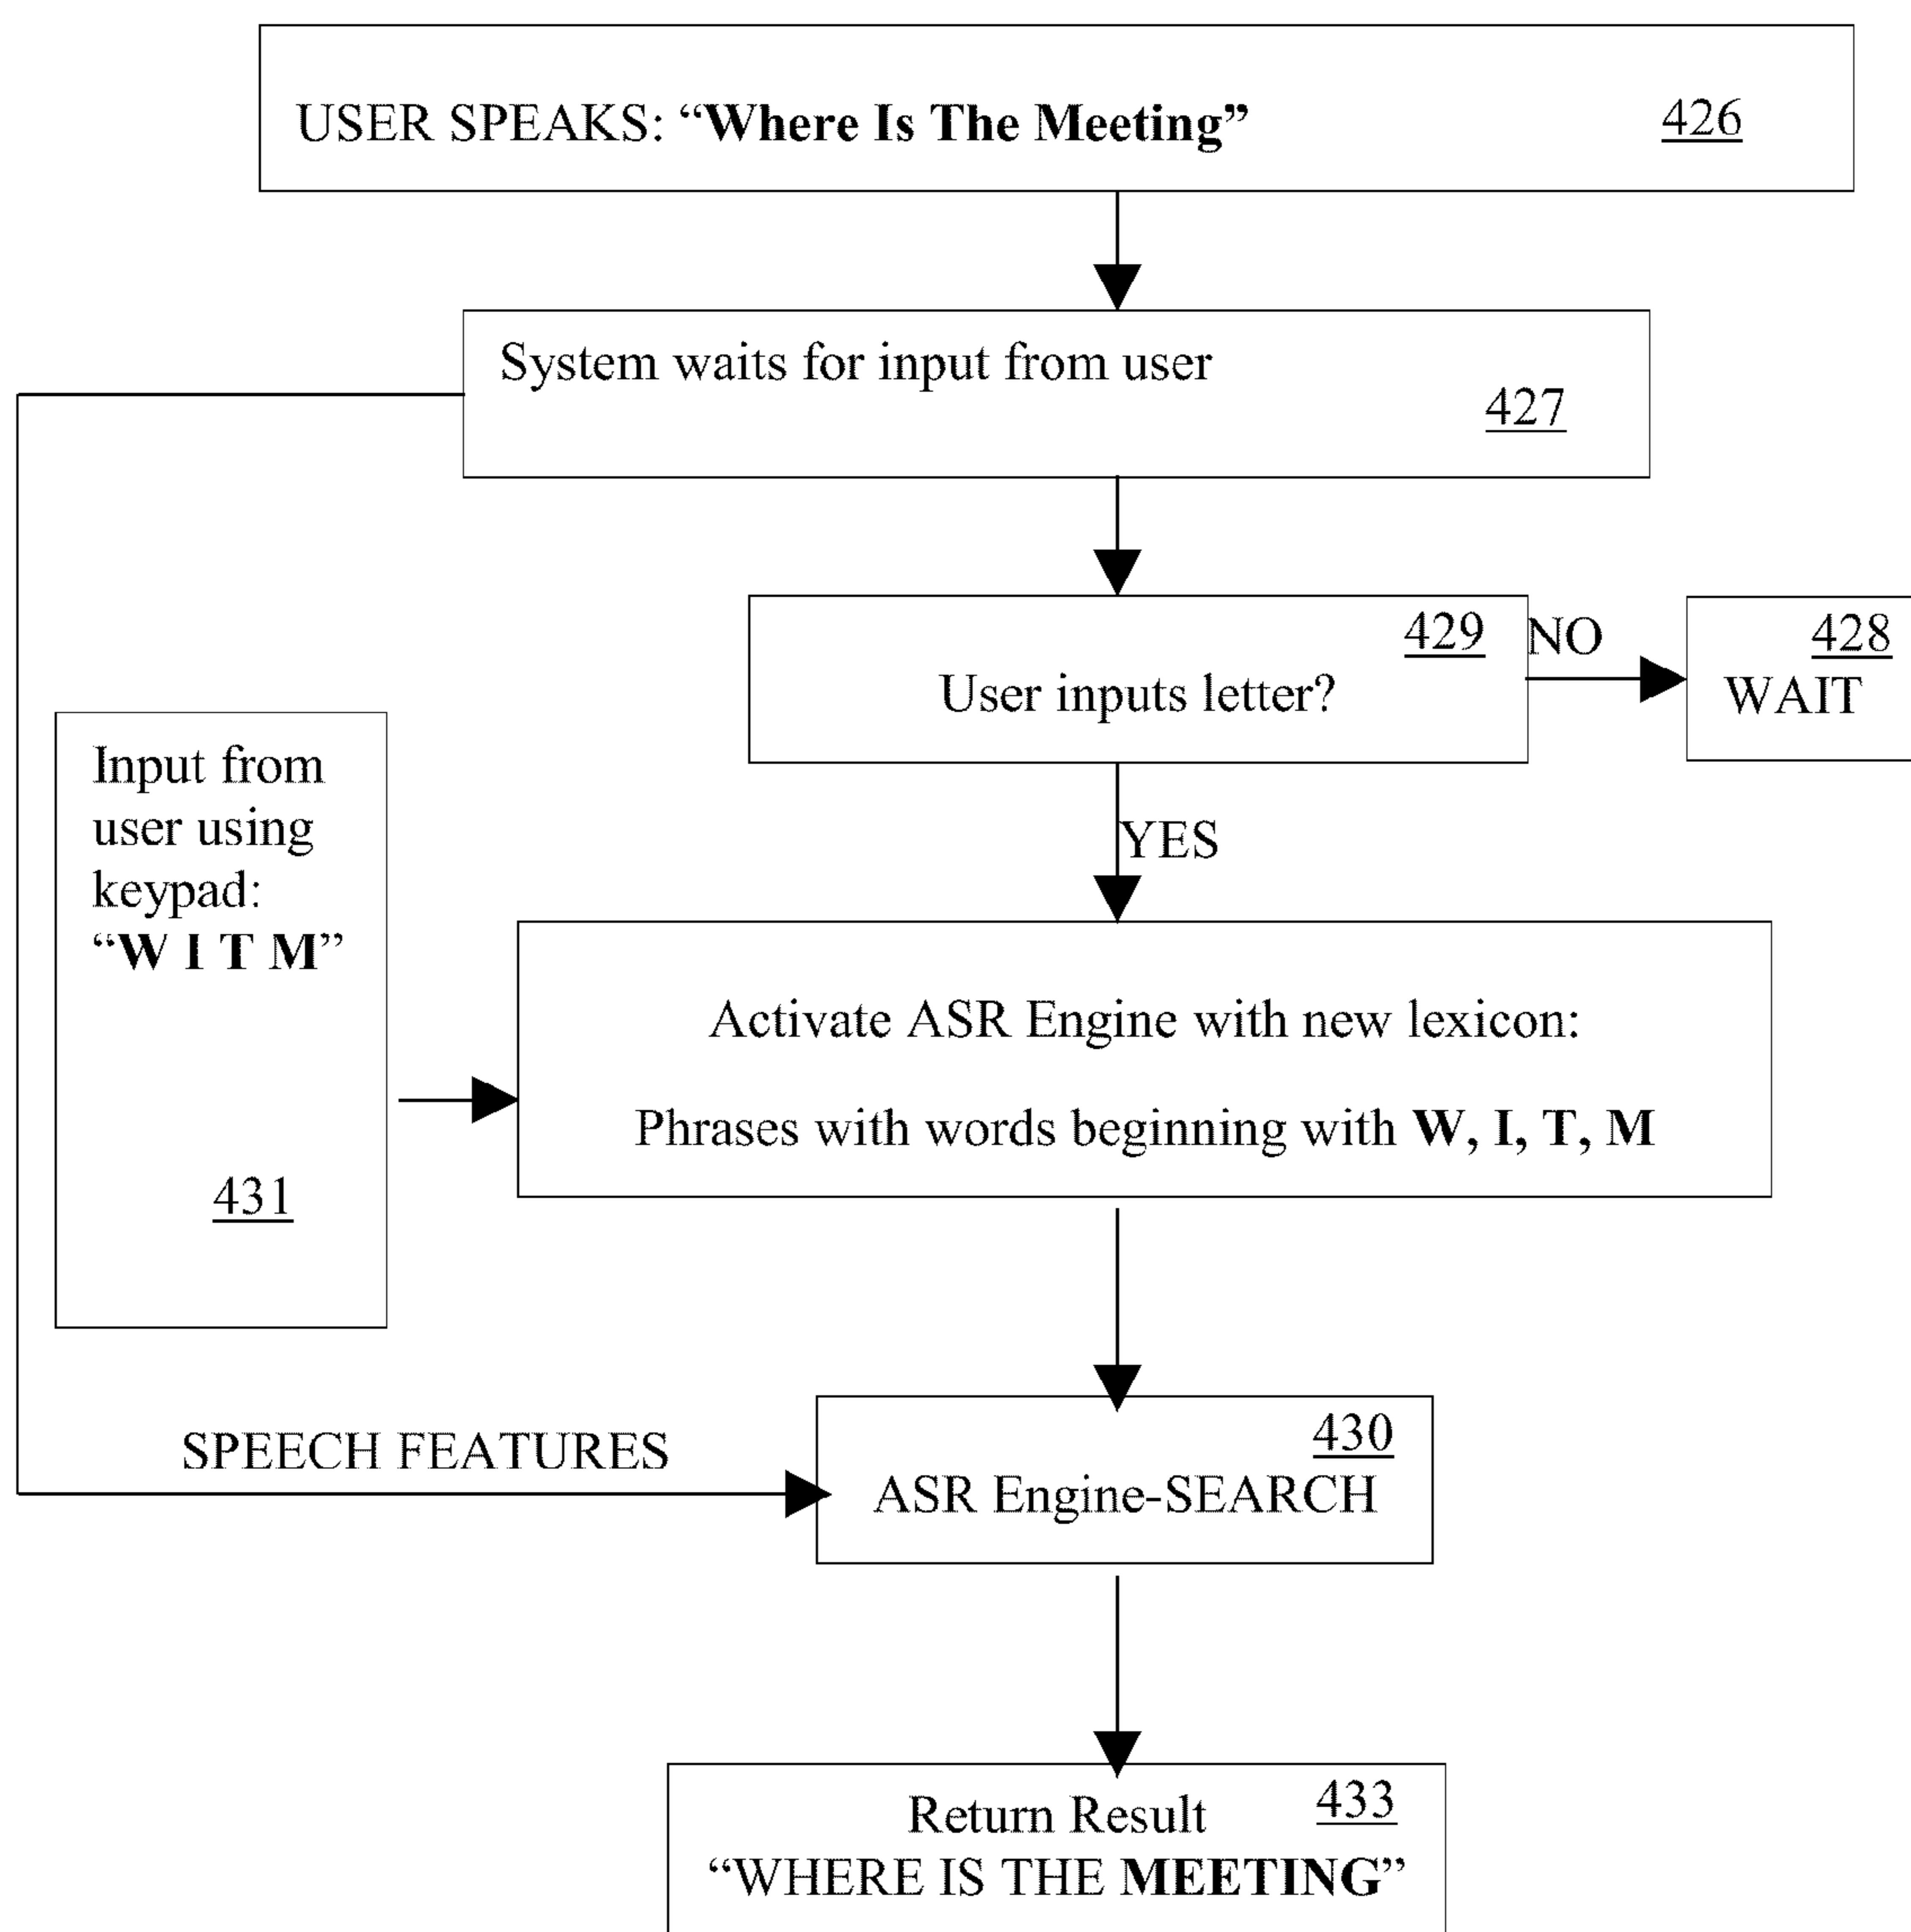 USER SPEAKS: “Where Is The Meeting” 426
System waits for input from user
427
429
NO
428
User inputs letter?
WAIT
YES
Input from
user using
keypad:
“W I T M”
431
Activate ASR Engine with new lexicon:
Phrases with words beginning with W, I, T, M
SPEECH FEATURES
430
ASR Engine-SEARCH
Return Result 433
“WHERE IS THE MEETING”